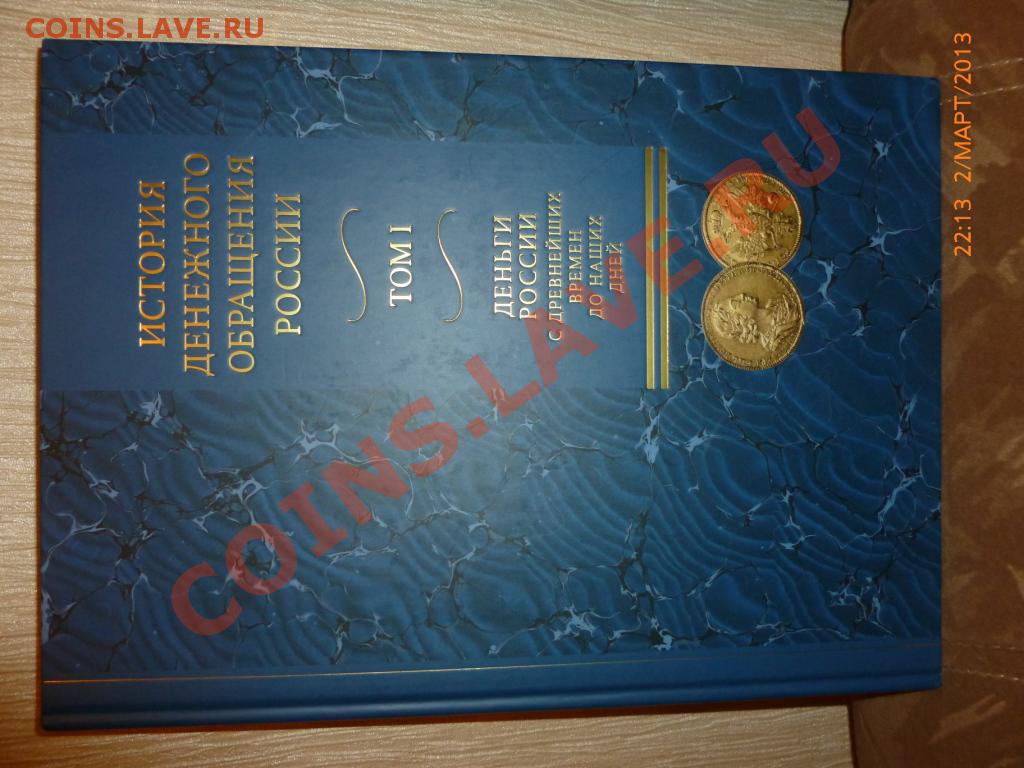 COINS.LAVE.RU
ИСТОРИЯ
ДЕНЕЖНОГО
ОБРАЩЕНИЯ
РОССИИ
ТОМ I
ДЕНЬГИ
РОССИИ
С ДРЕВНЕЙШИХ
ВРЕМЕН
ДО НАШИХ
ДНЕЙ
COINS.LAVE.RU
22:13 2/МАРТ/2013